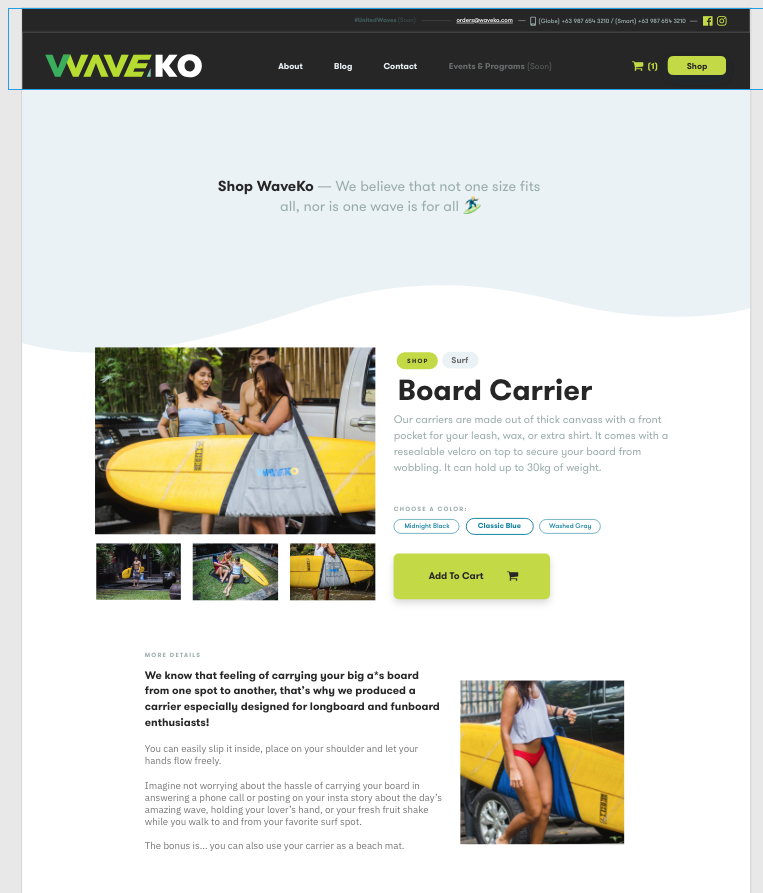 #UnitedWaves (Soon) orders@waveko.com (Globe) +63 987 654 3210 / (Smart) +63 987 654 3210
WAVE KO About Blog Contact Events & Programs (Soon) (1) Shop
Shop WaveKo — We believe that not one size fits
all, nor is one wave is for all
SHOP Surf
Board Carrier
Our carriers are made out of thick canvass with a front
pocket for your leash, wax, or extra shirt. It comes with a
resealable velcro on top to secure your board from
wobbling. It can hold up to 30kg of weight.
WAVEKO
CHOOSE A COLOR:
Midnight Black Classic Blue Washed Gray
Add To Cart
MORE DETAILS
We know that feeling of carrying your big a*s board
from one spot to another, that's why we produced a
carrier especially designed for longboard and funboard
enthusiasts!
You can easily slip it inside, place on your shoulder and let your
hands flow freely.
Imagine not worrying about the hassle of carrying your board in
answering a phone call or posting on your insta story about the day's
amazing wave, holding your lover's hand, or your fresh fruit shake
while you walk to and from your favorite surf spot.
The bonus is... you can also use your carrier as a beach mat.